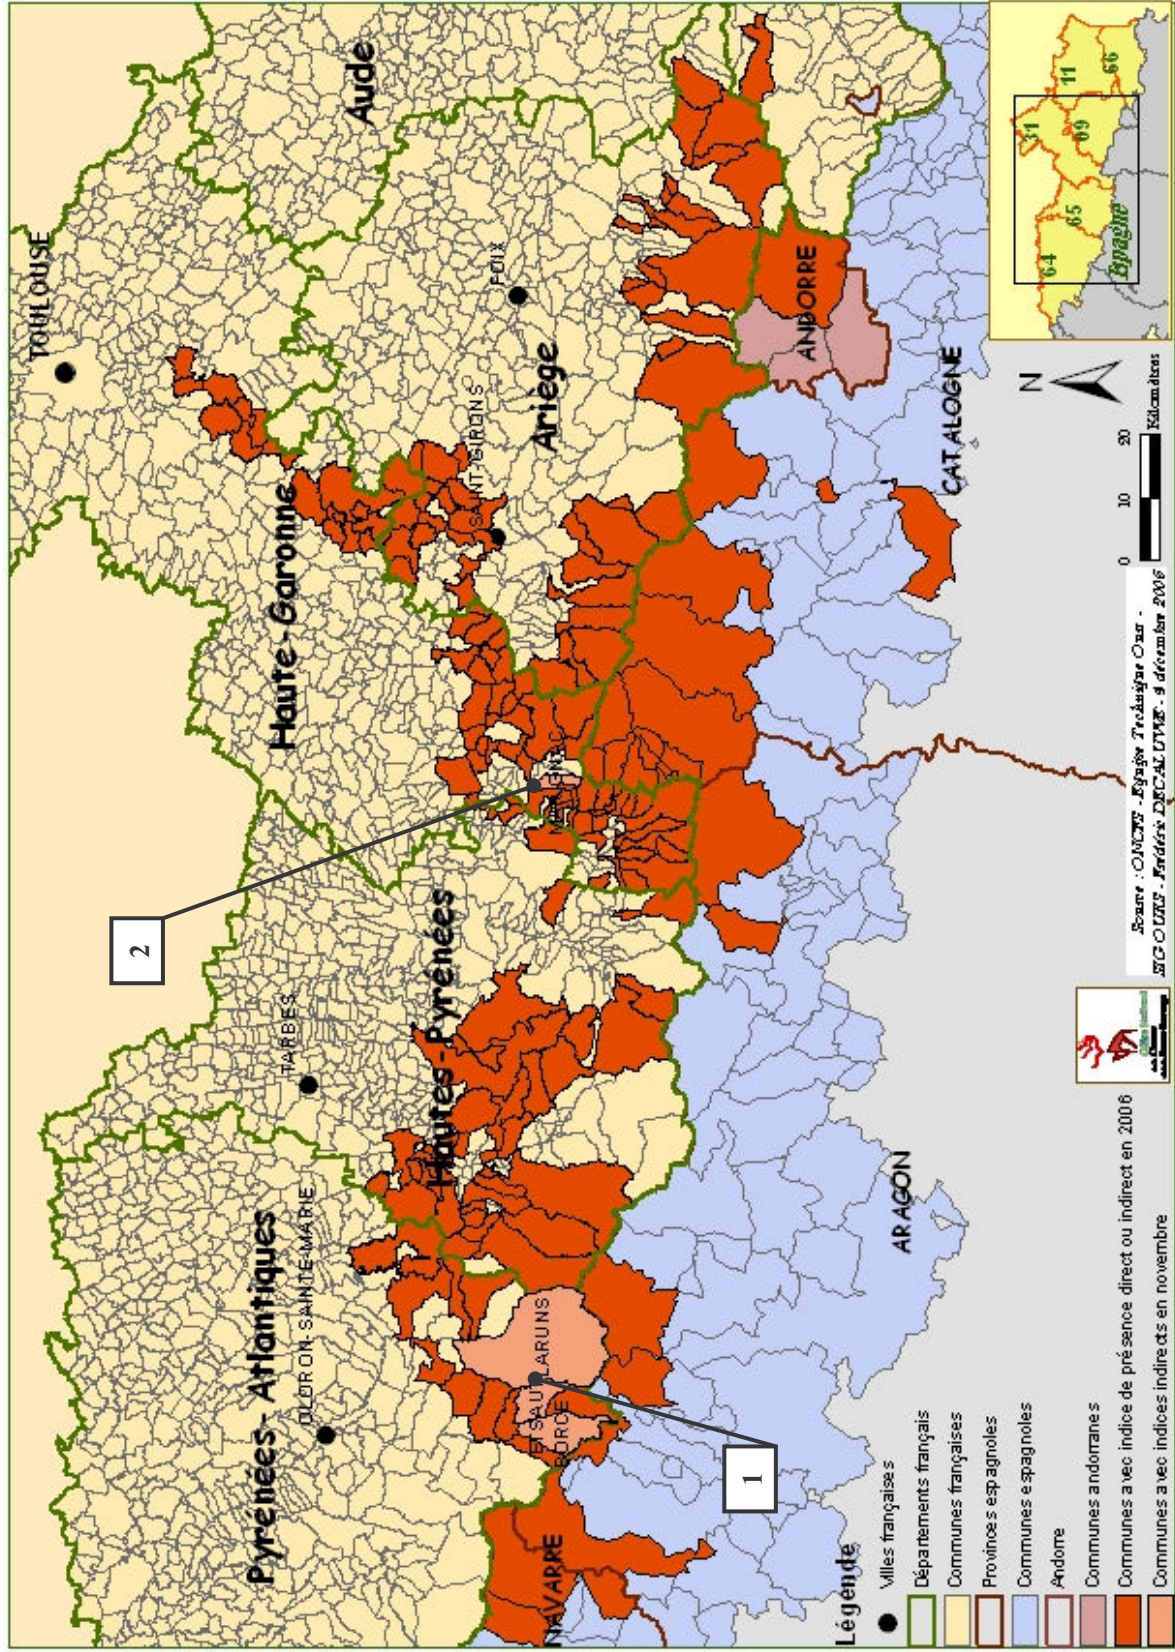 Pyrénées-Atlantiques
OLORON-SAINTE-MARIE
TARBES
Hautes-Pyrénées
Haute-Garonne
TOULOUSE
Aude
Ariège
FOIX
SAINT-GIRONS
LARUNS
BORCE
NAVARRE
ARAGON
CATALOGNE
ANDORRE
1
2
Légende
Villes françaises
Départements français
Communes françaises
Provinces espagnoles
Communes espagnoles
Andorre
Communes andorranes
Communes avec indice de présence direct ou indirect en 2006
Communes avec indices indirects en novembre
Source : ONCFS - Equipe Technique Ours -
SIG OURS - Frédéric DECALUWE - 9 décembre 2006
N
0 10 20
Kilomètres
64
65
31
09
11
66
Espagne